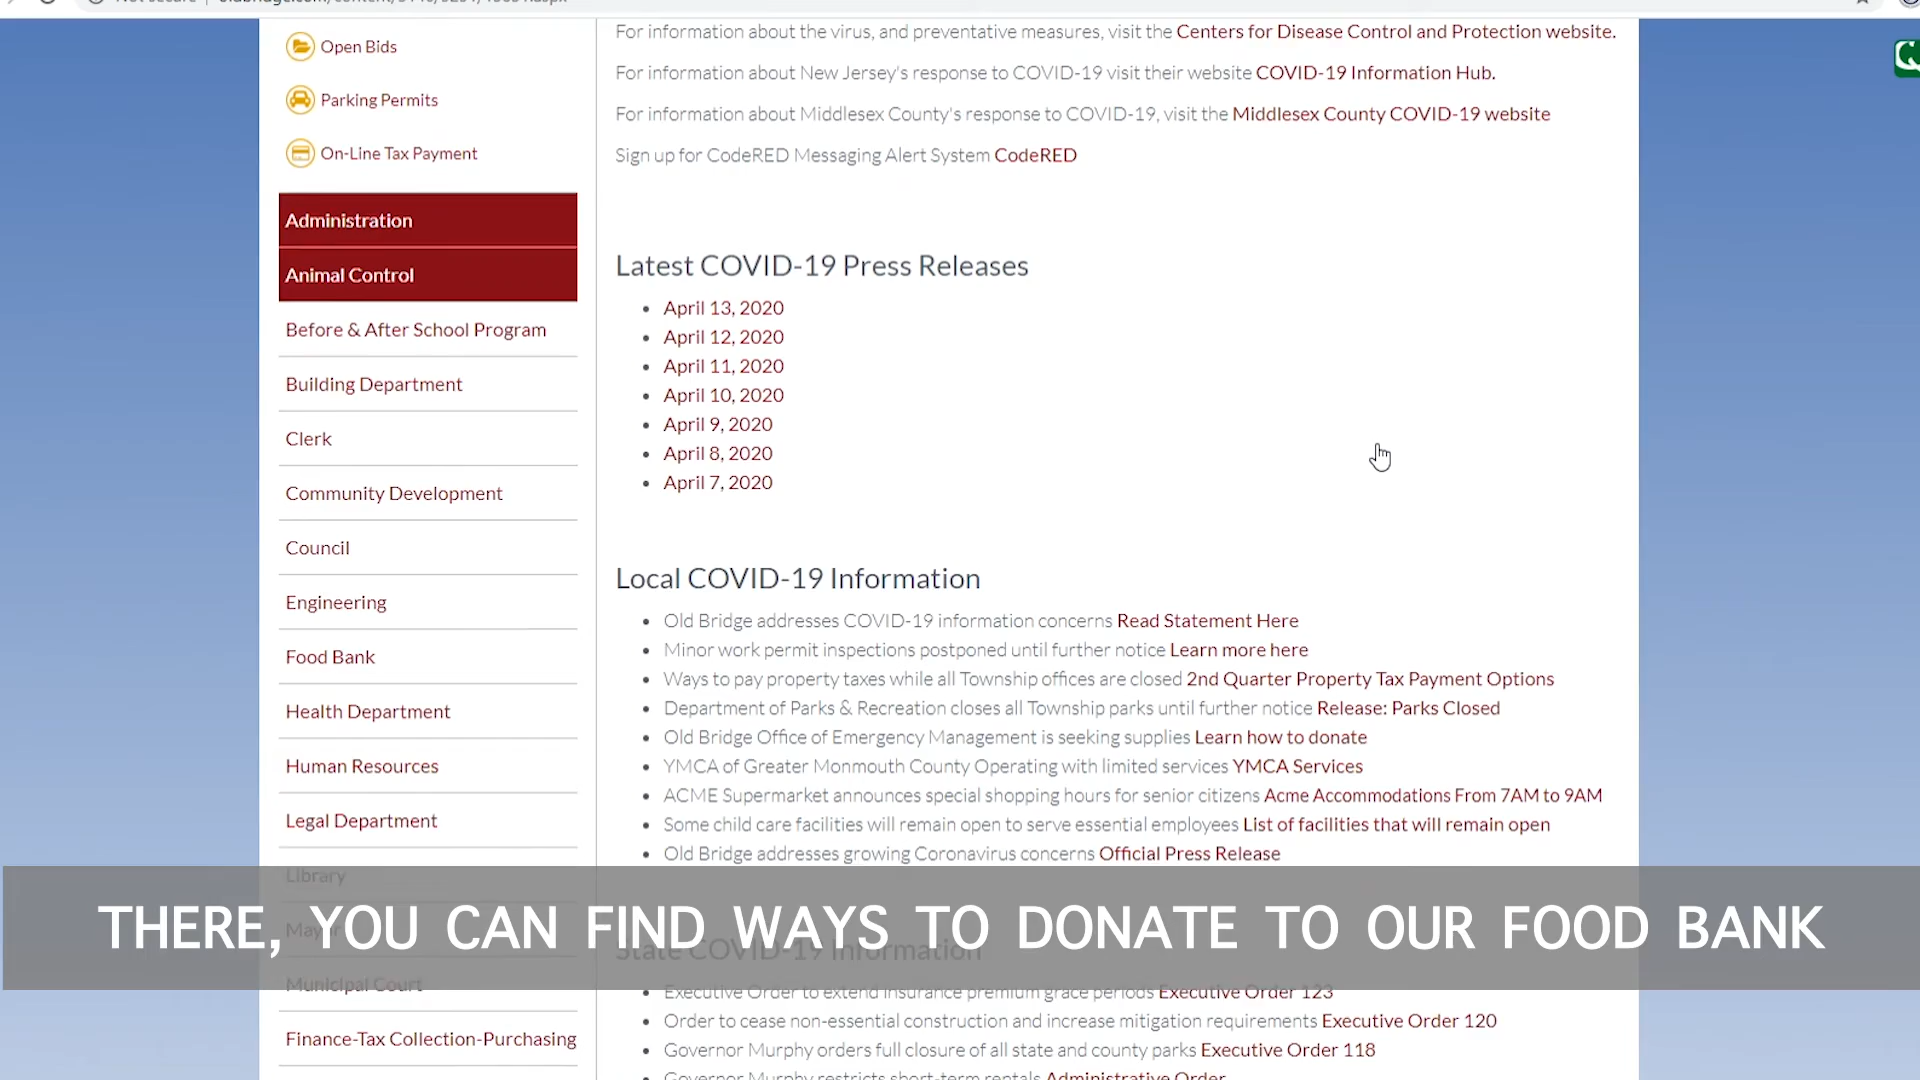 Open Bids
Parking Permits
On-Line Tax Payment
Administration
Animal Control
Before & After School Program
Building Department
Clerk
Community Development
Council
Engineering
Food Bank
Health Department
Human Resources
Legal Department
Library
Mayor
Municipal Court
Finance-Tax Collection-Purchasing
For information about the virus, and preventative measures, visit the Centers for Disease Control and Protection website.
For information about New Jersey's response to COVID-19 visit their website COVID-19 Information Hub.
For information about Middlesex County's response to COVID-19, visit the Middlesex County COVID-19 website
Sign up for CodeRED Messaging Alert System CodeRED
Latest COVID-19 Press Releases
April 13, 2020
April 12, 2020
April 11, 2020
April 10, 2020
April 9, 2020
April 8, 2020
April 7, 2020
Local COVID-19 Information
Old Bridge addresses COVID-19 information concerns Read Statement Here
Minor work permit inspections postponed until further notice Learn more here
Ways to pay property taxes while all Township offices are closed 2nd Quarter Property Tax Payment Options
Department of Parks & Recreation closes all Township parks until further notice Release: Parks Closed
Old Bridge Office of Emergency Management is seeking supplies Learn how to donate
YMCA of Greater Monmouth County Operating with limited services YMCA Services
ACME Supermarket announces special shopping hours for senior citizens Acme Accommodations From 7AM to 9AM
Some child care facilities will remain open to serve essential employees List of facilities that will remain open
Old Bridge addresses growing Coronavirus concerns Official Press Release
THERE, YOU CAN FIND WAYS TO DONATE TO OUR FOOD BANK
State COVID-19 Information
Executive Order to extend insurance premium grace periods Executive Order 123
Order to cease non-essential construction and increase mitigation requirements Executive Order 120
Governor Murphy orders full closure of all state and county parks Executive Order 118
Governor Murphy restricts short-term rentals Administrative Order